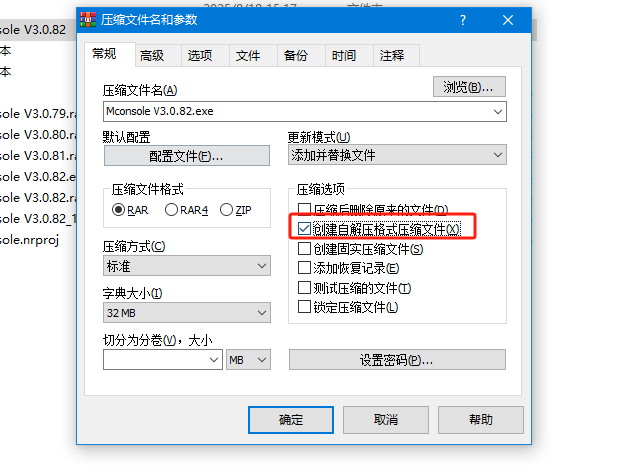 sole V3.0.82
本
本
sole V3.0.79.ra
sole V3.0.80.ra
sole V3.0.81.ra
sole V3.0.82.e
sole V3.0.82.ra
sole V3.0.82_1
sole.nrproj
压缩文件名和参数
?
常规 高级 选项 文件 备份 时间 注释
压缩文件名(A)
浏览(B)...
Mconsole V3.0.82.exe
默认配置
配置文件(F)...
更新模式(U)
添加并替换文件
压缩文件格式
RAR RAR4 ZIP
压缩方式(C)
标准
字典大小(I)
32 MB
切分为分卷(V)，大小
MB
压缩选项
压缩后删除原来的文件(D)
创建自解压格式压缩文件(X)
创建固实压缩文件(S)
添加恢复记录(E)
测试压缩的文件(T)
锁定压缩文件(L)
设置密码(P)...
确定 取消 帮助